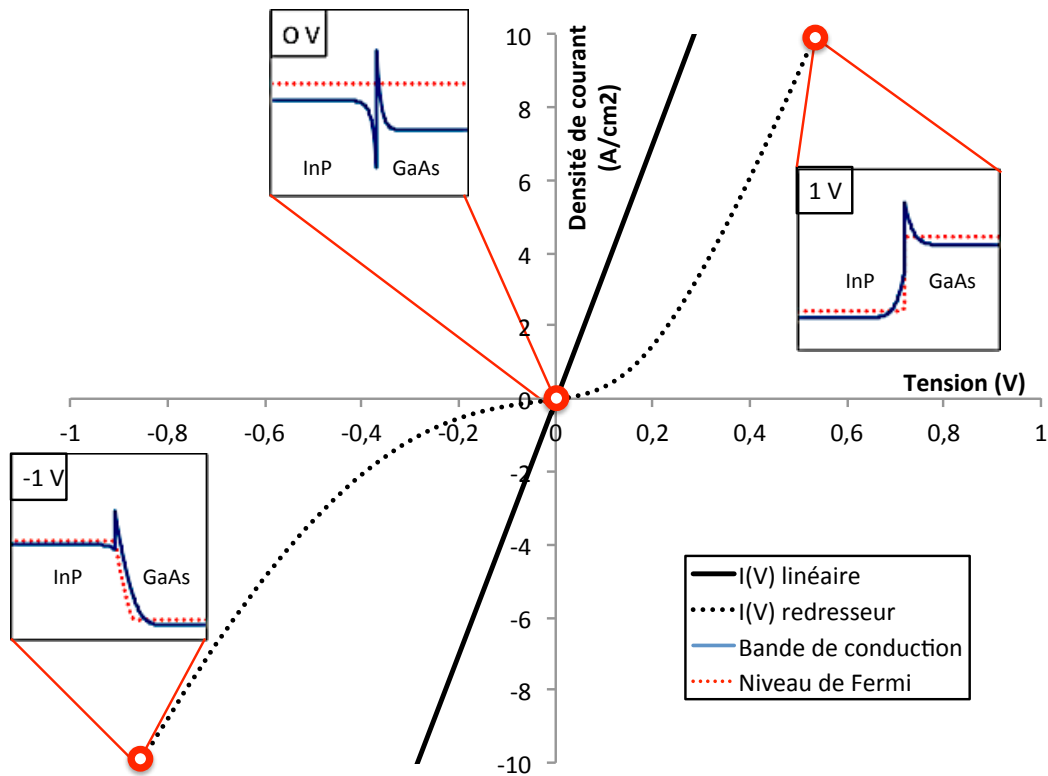 0 V
InP GaAs
Densité de courant
(A/cm2)
10
8
6
4
2
0
-2
-4
-6
-8
-10
1 V
InP GaAs
Tension (V)
-1 -0,8 -0,6 -0,4 -0,2 0 0,2 0,4 0,6 0,8 1
-1 V
InP GaAs
I(V) linéaire
I(V) redresseur
Bande de conduction
Niveau de Fermi